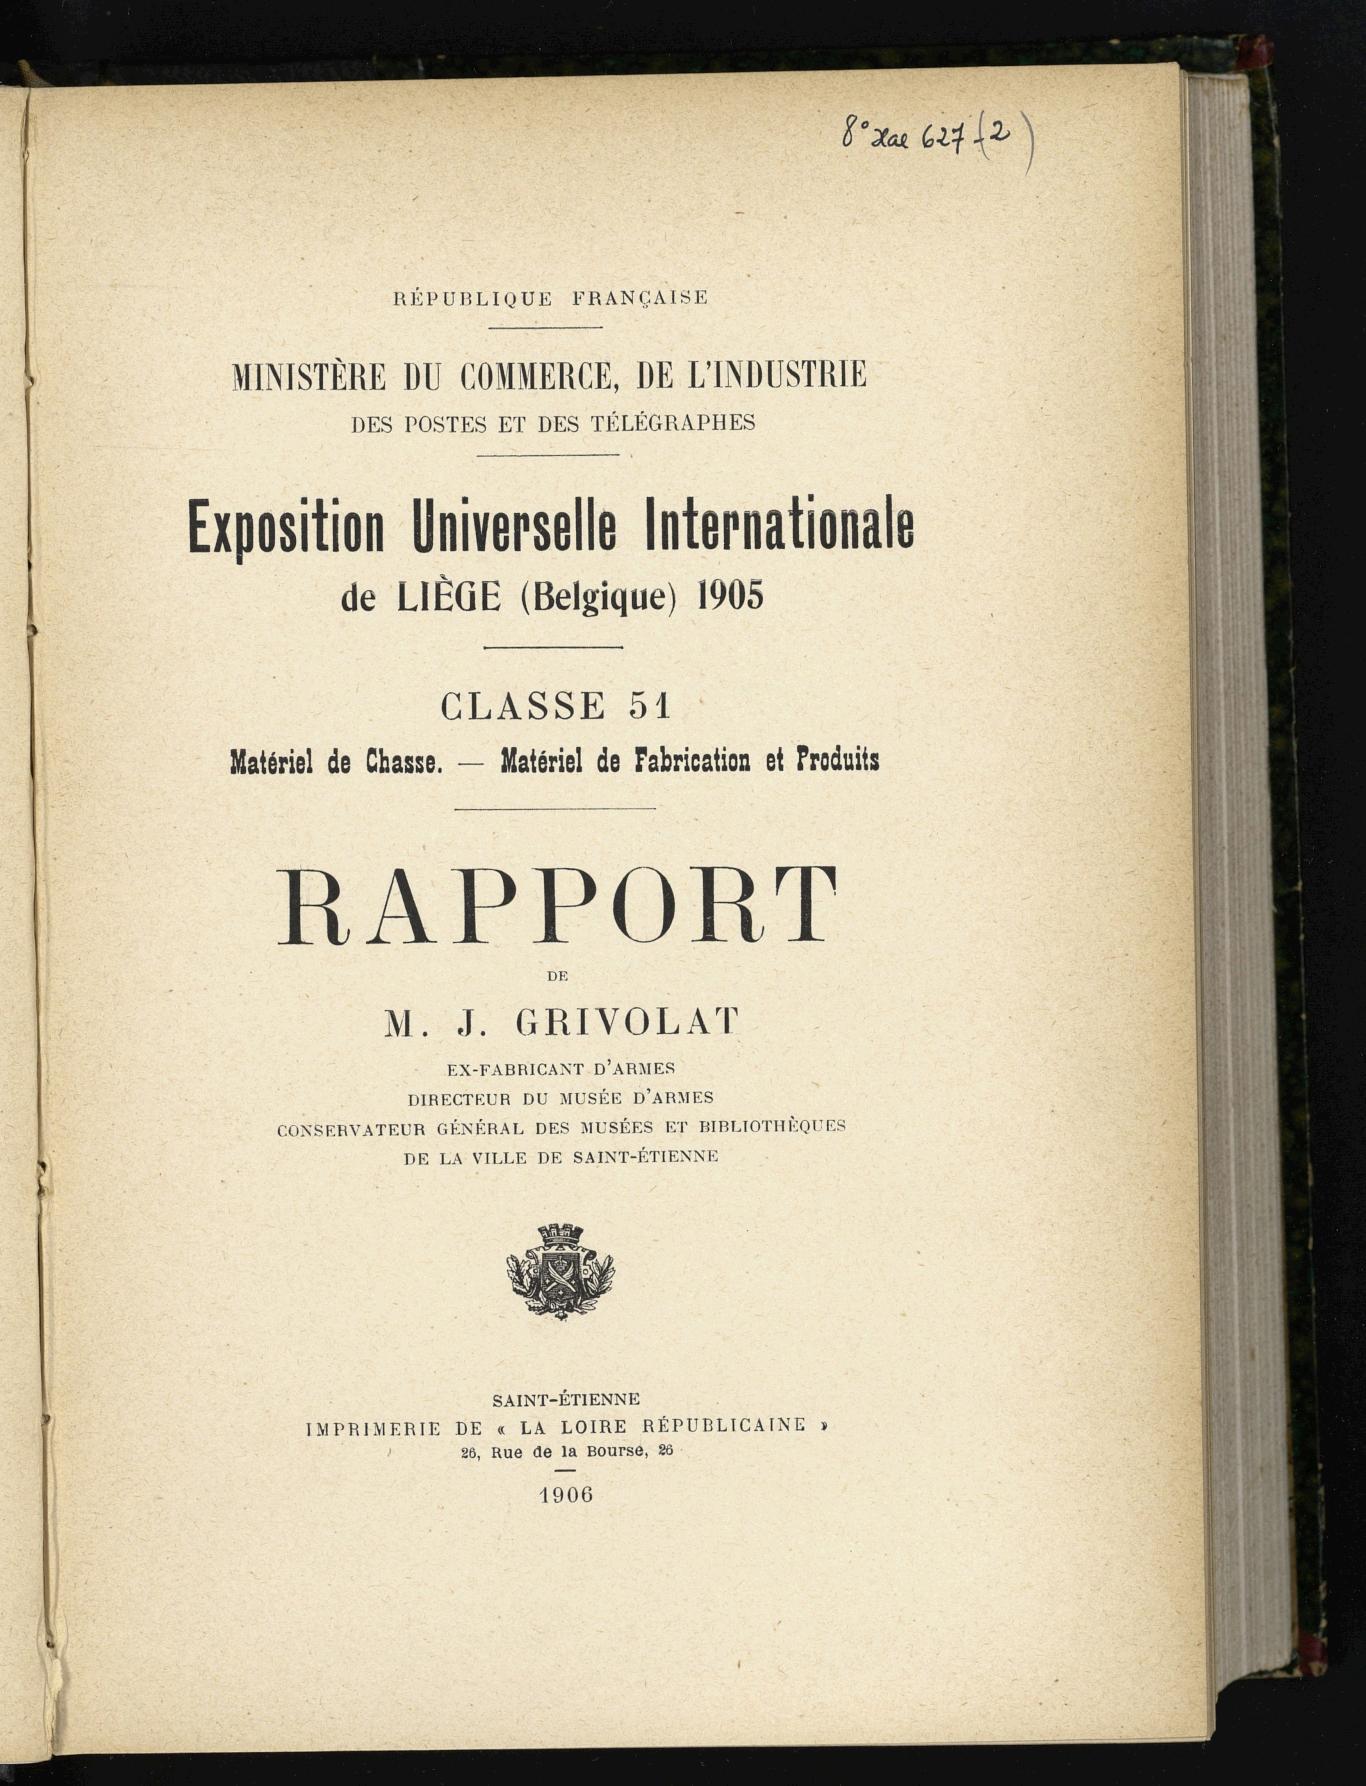 8° Xae 627 (2)
RÉPUBLIQUE FRANÇAISE
MINISTÈRE DU COMMERCE, DE L'INDUSTRIE
DES POSTES ET DES TÉLÉGRAPHES
Exposition Universelle Internationale
de LIÈGE (Belgique) 1905
CLASSE 51
Matériel de Chasse. — Matériel de Fabrication et Produits
RAPPORT
DE
M. J. GRIVOLAT
EX-FABRICANT D'ARMES
DIRECTEUR DU MUSÉE D'ARMES
CONSERVATEUR GÉNÉRAL DES MUSÉES ET BIBLIOTHÈQUES
DE LA VILLE DE SAINT-ÉTIENNE
SAINT-ÉTIENNE
IMPRIMERIE DE « LA LOIRE RÉPUBLICAINE »
26, Rue de la Bourse, 26
1906